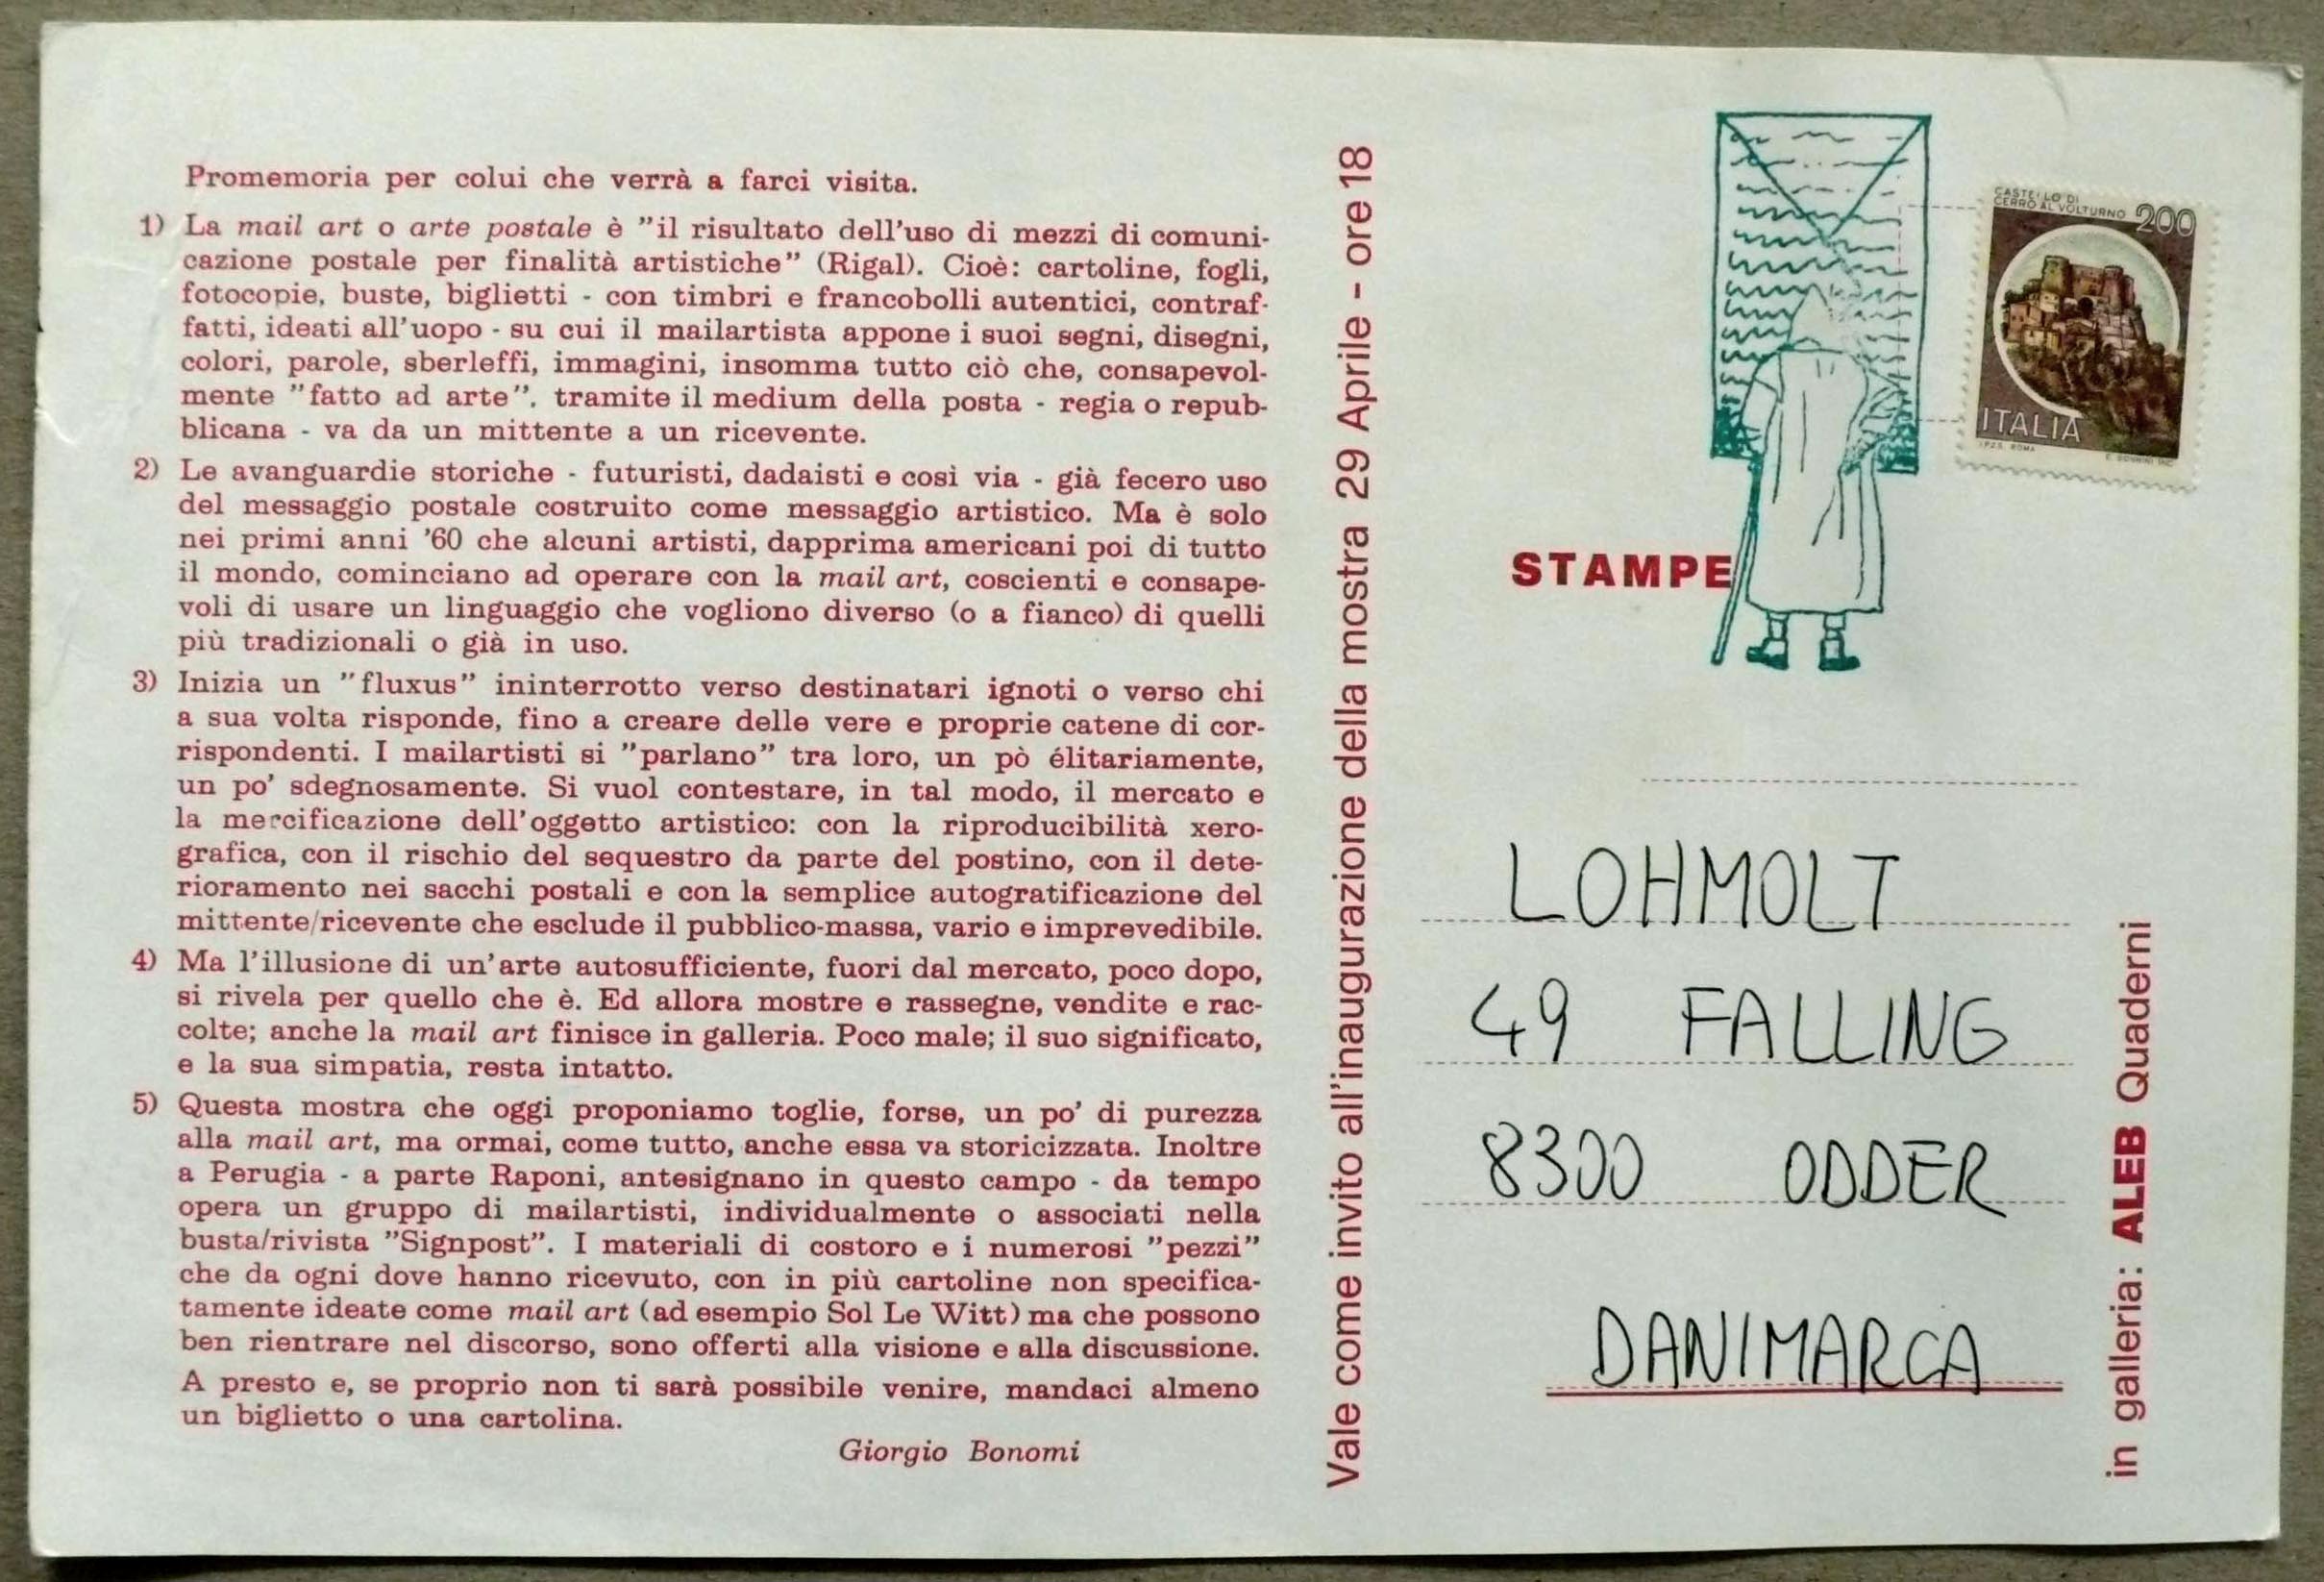 Promemoria per colui che verrà a farci visita.
1) La mail art o arte postale è "il risultato dell'uso di mezzi di comuni-
cazione postale per finalità artistiche" (Rigal). Cioè: cartoline, fogli,
fotocopie, buste, biglietti - con timbri e francobolli autentici, contraf-
fatti, ideati all'uopo - su cui il mailartista appone i suoi segni, disegni,
colori, parole, sberleffi, immagini, insomma tutto ciò che, consapevol-
mente "fatto ad arte". tramite il medium della posta - regia o repub-
blicana - va da un mittente a un ricevente.
2) Le avanguardie storiche - futuristi, dadaisti e così via - già fecero uso
del messaggio postale costruito come messaggio artistico. Ma è solo
nei primi anni '60 che alcuni artisti, dapprima americani poi di tutto
il mondo, cominciano ad operare con la mail art, coscienti e consape-
voli di usare un linguaggio che vogliono diverso (o a fianco) di quelli
più tradizionali o già in uso.
3) Inizia un "fluxus" ininterrotto verso destinatari ignoti o verso chi
a sua volta risponde, fino a creare delle vere e proprie catene di cor-
rispondenti. I mailartisti si "parlano" tra loro, un pò élitariamente,
un po' sdegnosamente. Si vuol contestare, in tal modo, il mercato e
la mercificazione dell'oggetto artistico: con la riproducibilità xero-
grafica, con il rischio del sequestro da parte del postino, con il dete-
rioramento nei sacchi postali e con la semplice autogratificazione del
mittente/ricevente che esclude il pubblico-massa, vario e imprevedibile.
4) Ma l'illusione di un'arte autosufficiente, fuori dal mercato, poco dopo,
si rivela per quello che è. Ed allora mostre e rassegne, vendite e rac-
colte; anche la mail art finisce in galleria. Poco male; il suo significato,
e la sua simpatia, resta intatto.
5) Questa mostra che oggi proponiamo toglie, forse, un po' di purezza
alla mail art, ma ormai, come tutto, anche essa va storicizzata. Inoltre
a Perugia - a parte Raponi, antesignano in questo campo - da tempo
opera un gruppo di mailartisti, individualmente o associati nella
busta/rivista "Signpost". I materiali di costoro e i numerosi "pezzi"
che da ogni dove hanno ricevuto, con in più cartoline non specifica-
tamente ideate come mail art (ad esempio Sol Le Witt) ma che possono
ben rientrare nel discorso, sono offerti alla visione e alla discussione.
A presto e, se proprio non ti sarà possibile venire, mandaci almeno
un biglietto o una cartolina.
Giorgio Bonomi
Vale come invito all'inaugurazione della mostra 29 Aprile - ore 18
CASTELLO DI
CERRO AL VOLTURNO 200
ITALIA
I.P.Z.S. ROMA
STAMPE
LOHMOLT
49 FALLING
8300 ODDER
DANIMARCA
in galleria: ALEB Quaderni